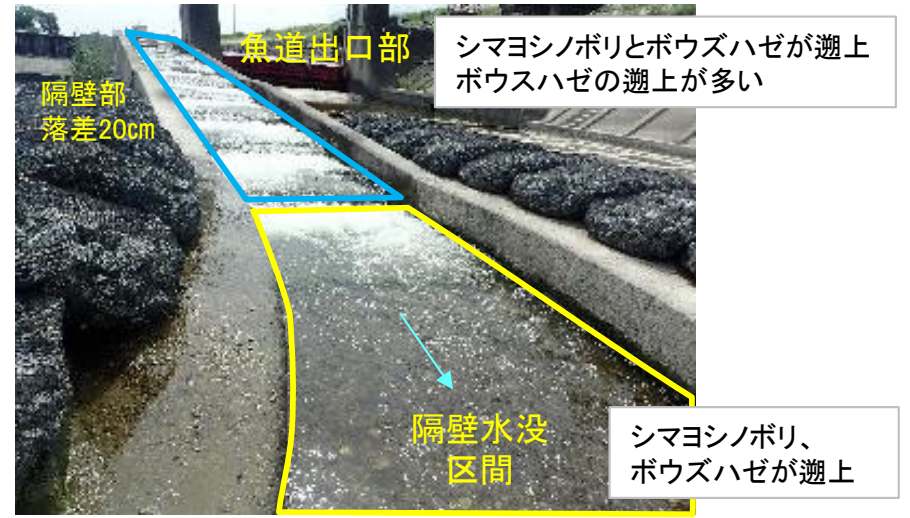 魚道出口部
シマヨシノボリとボウズハゼが遡上
ボウスハゼの遡上が多い
隔壁部
落差20cm
隔壁水没
区間
シマヨシノボリ、
ボウズハゼが遡上